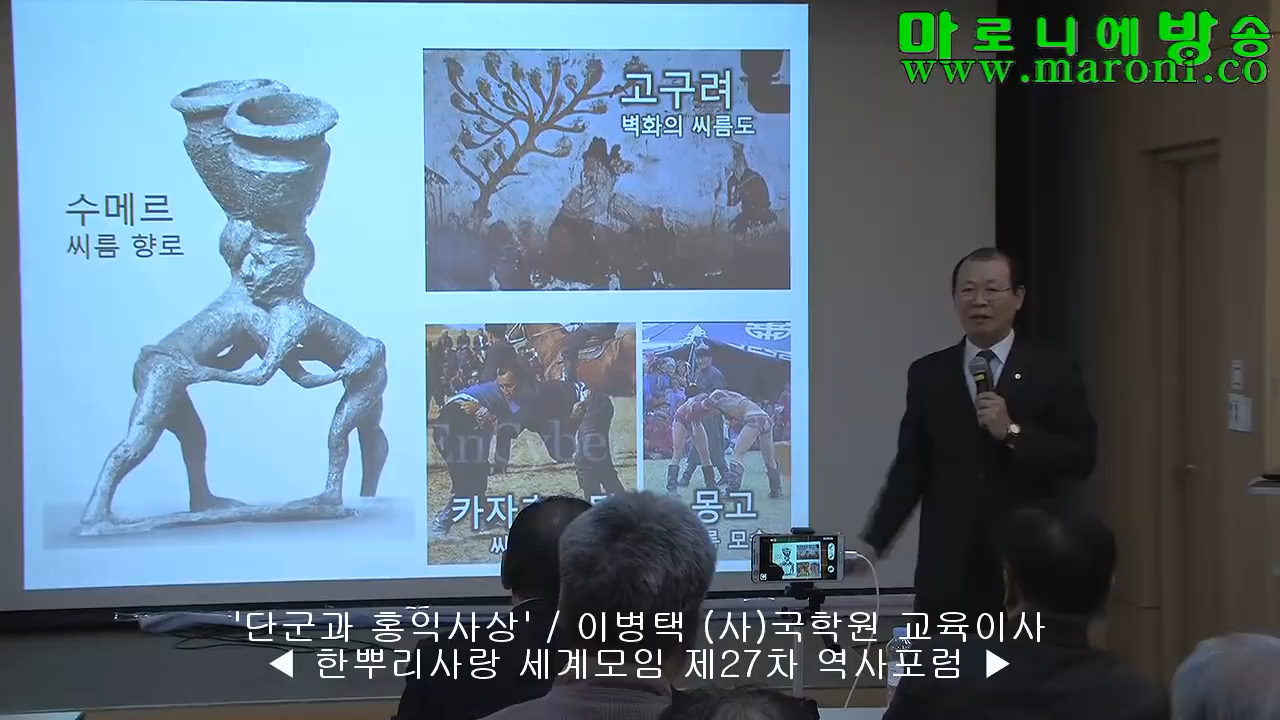 마로니에방송
www.maroni.co
고구려
벽화의 씨름도
수메르
씨름 향로
EnCybe
몽고
'단군과 홍익사상' / 이병택 (사)국학원 교육이사
◀ 한뿌리사랑 세계모임 제27차 역사포럼 ▶